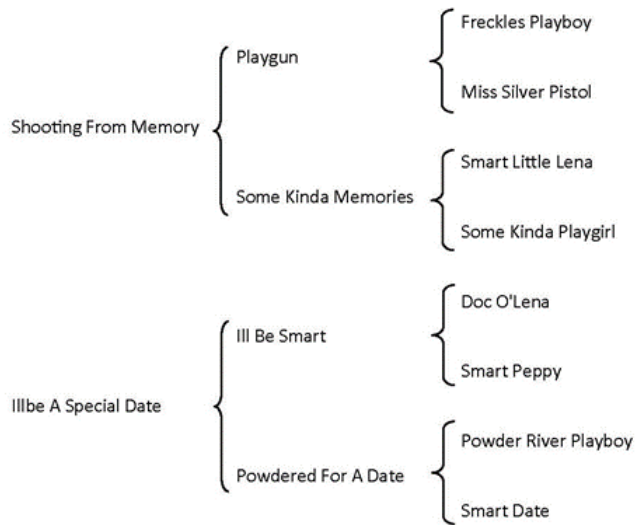 Freckles Playboy
Playgun
Miss Silver Pistol
Shooting From Memory
Smart Little Lena
Some Kinda Memories
Some Kinda Playgirl
Doc O'Lena
Ill Be Smart
Smart Peppy
Illbe A Special Date
Powder River Playboy
Powdered For A Date
Smart Date